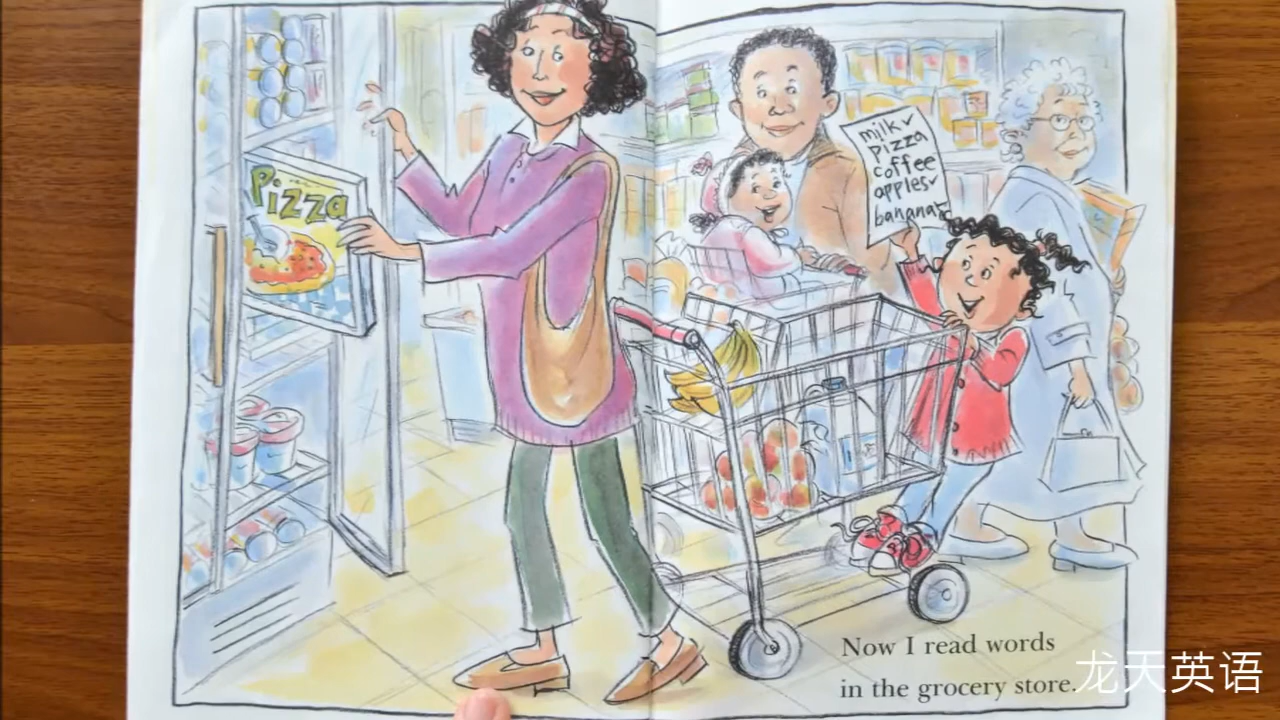 Pizza
milk✓
Pizza
coffee
apples✓
bananas
Now I read words
in the grocery store.
龙天英语